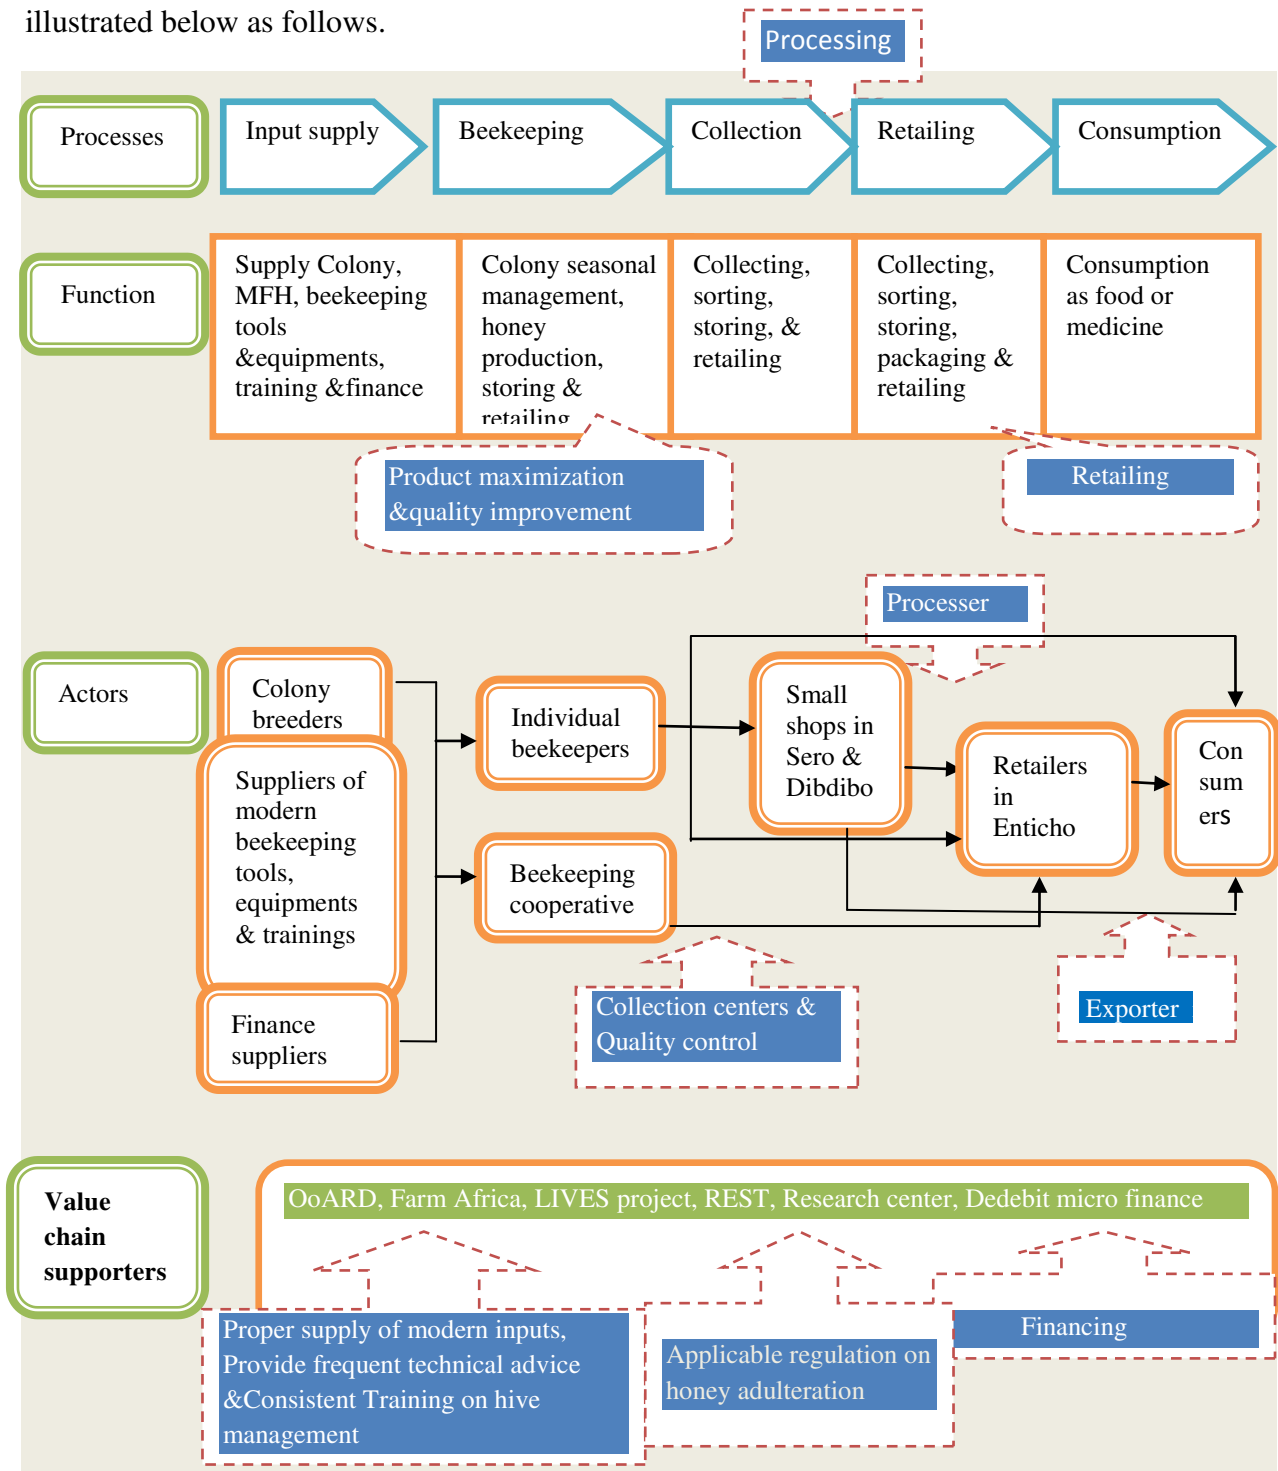 illustrated below as follows.
Processing
Processes
Input supply
Beekeeping
Collection
Retailing
Consumption
Function
Supply Colony,
MFH, beekeeping
tools
&equipments,
training &finance
Colony seasonal
management,
honey
production,
storing &
retailing
Collecting,
sorting,
storing, &
retailing
Collecting,
sorting,
storing,
packaging &
retailing
Consumption
as food or
medicine
Product maximization
&quality improvement
Retailing
Processer
Actors
Colony
breeders
Suppliers of
modern
beekeeping
tools,
equipments
& trainings
Finance
suppliers
Individual
beekeepers
Beekeeping
cooperative
Small
shops in
Sero &
Dibdibo
Retailers
in
Enticho
Con
sum
ers
Collection centers &
Quality control
Exporter
Value
chain
supporters
OoARD, Farm Africa, LIVES project, REST, Research center, Dedebit micro finance
Proper supply of modern inputs,
Provide frequent technical advice
&Consistent Training on hive
management
Applicable regulation on
honey adulteration
Financing